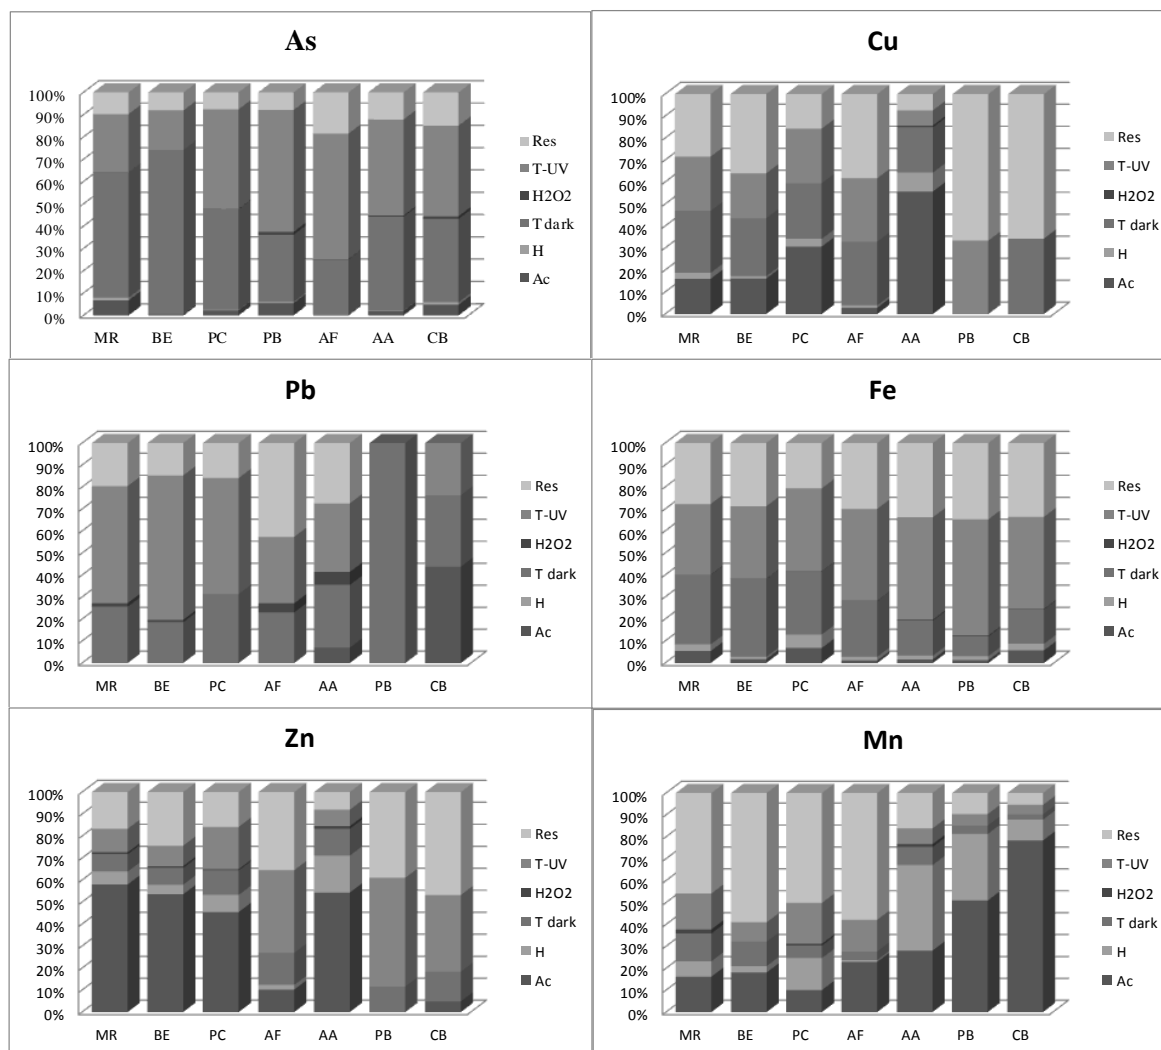 As
100%
90%
80%
70%
60%
50%
40%
30%
20%
10%
0%
MR BE PC PB AF AA CB
Res
T-UV
H2O2
T dark
H
Ac
Cu
100%
90%
80%
70%
60%
50%
40%
30%
20%
10%
0%
MR BE PC AF AA PB CB
Res
T-UV
H2O2
T dark
H
Ac
Pb
100%
90%
80%
70%
60%
50%
40%
30%
20%
10%
0%
MR BE PC AF AA PB CB
Res
T-UV
H2O2
T dark
H
Ac
Fe
100%
90%
80%
70%
60%
50%
40%
30%
20%
10%
0%
MR BE PC AF AA PB CB
Res
T-UV
H2O2
T dark
H
Ac
Zn
100%
90%
80%
70%
60%
50%
40%
30%
20%
10%
0%
MR BE PC AF AA PB CB
Res
T-UV
H2O2
T dark
H
Ac
Mn
100%
90%
80%
70%
60%
50%
40%
30%
20%
10%
0%
MR BE PC AF AA PB CB
Res
T-UV
H2O2
T dark
H
Ac